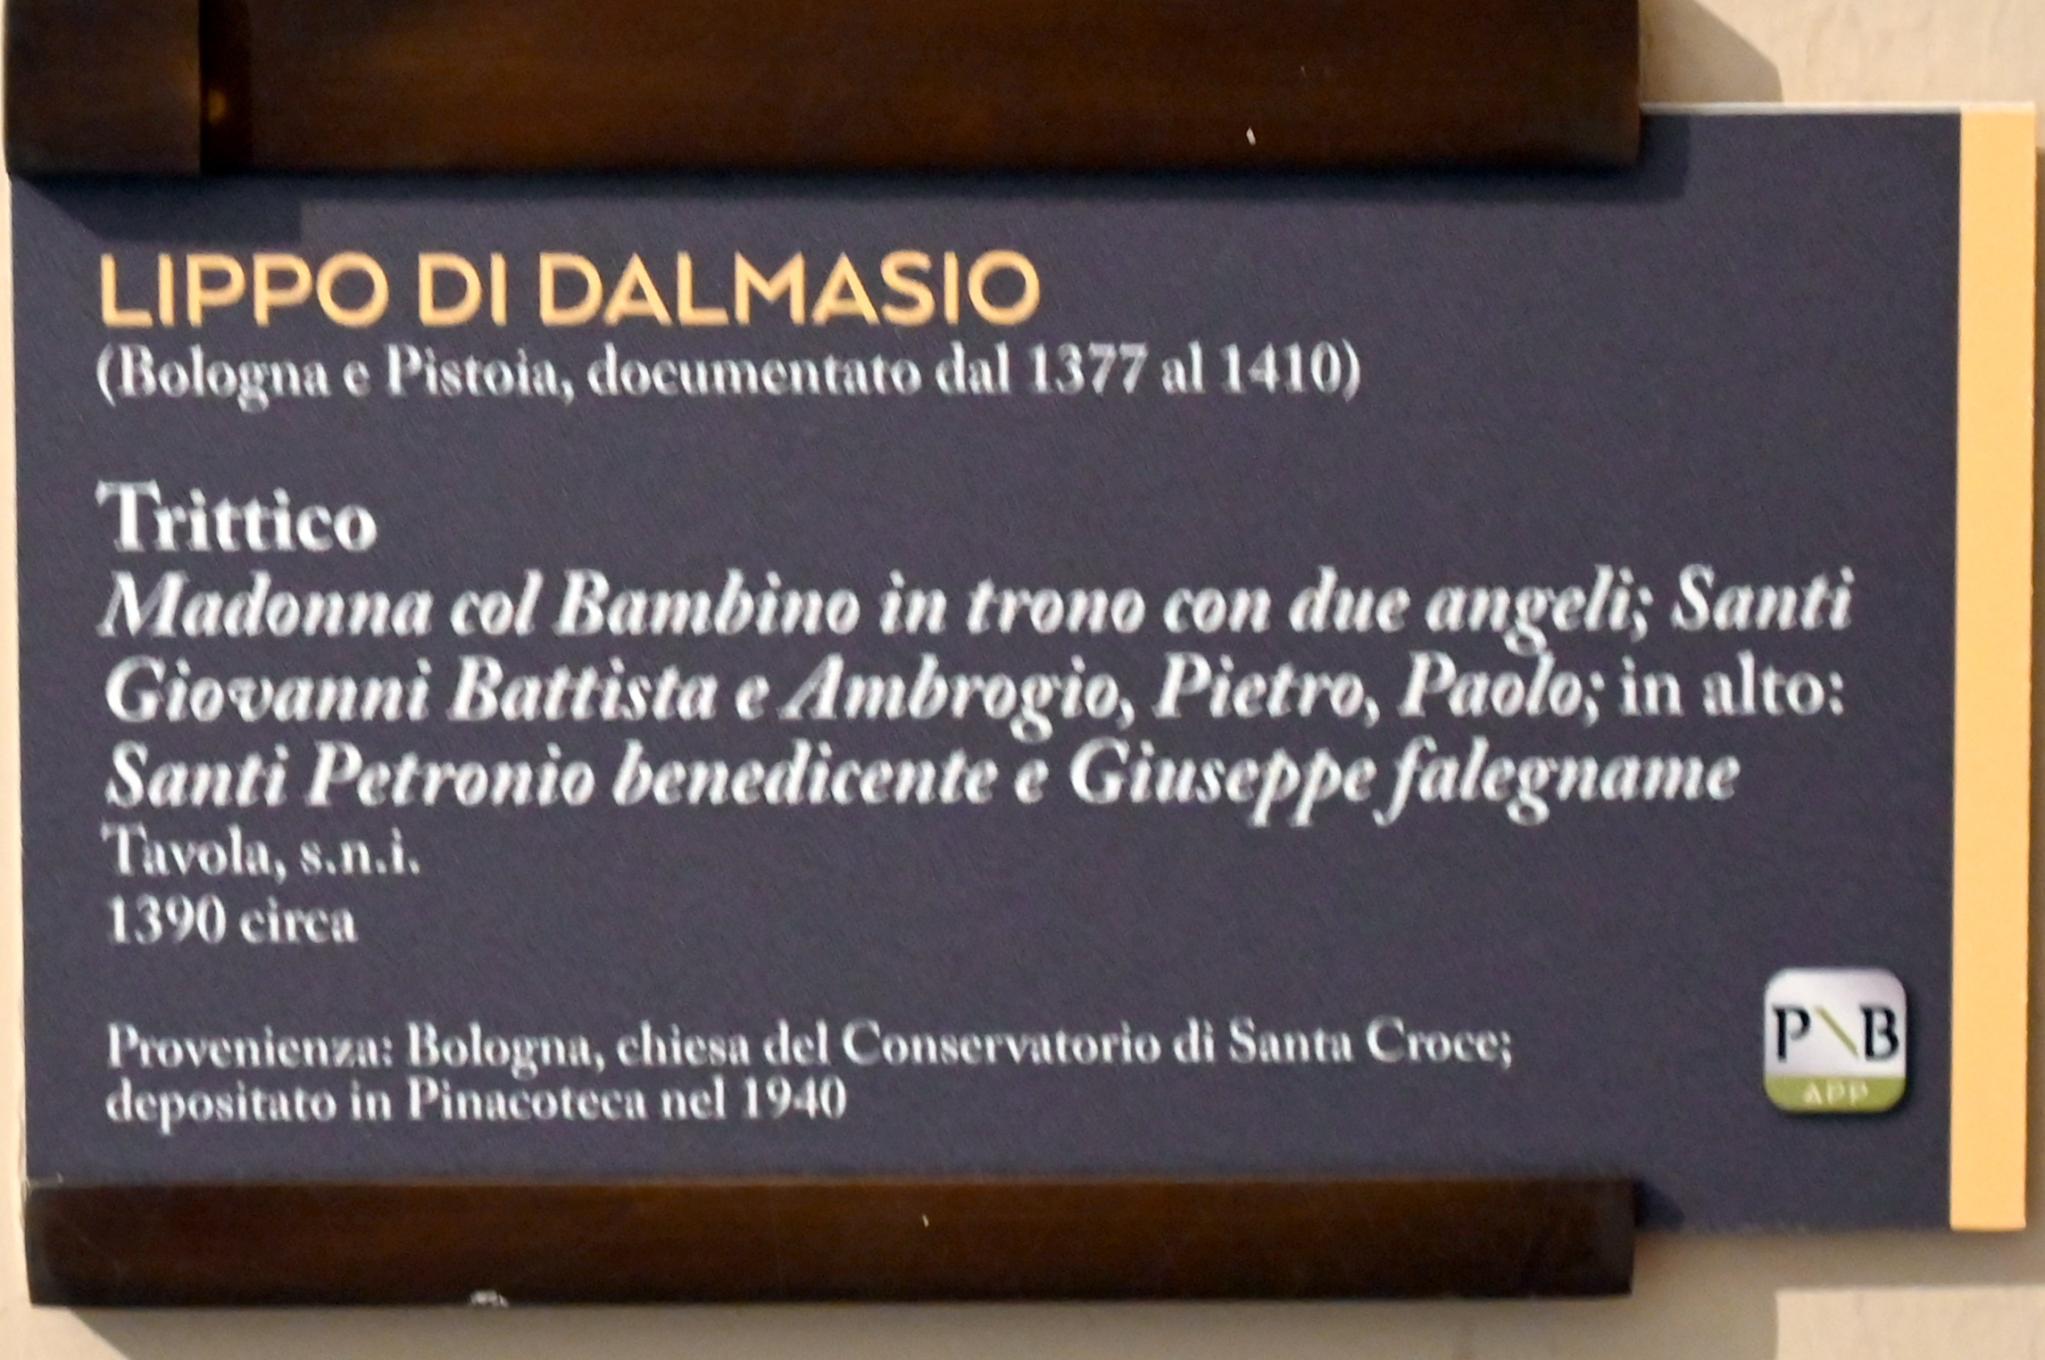 LIPPO DI DALMASIO
(Bologna e Pistoia, documentato dal 1377 al 1410)
Trittico
Madonna col Bambino in trono con due angeli; Santi
Giovanni Battista e Ambrogio, Pietro, Paolo; in alto:
Santi Petronio benedicente e Giuseppe falegname
Tavola, s.n.i.
1390 circa
Provenienza: Bologna, chiesa del Conservatorio di Santa Croce;
depositato in Pinacoteca nel 1940
P\B
APP